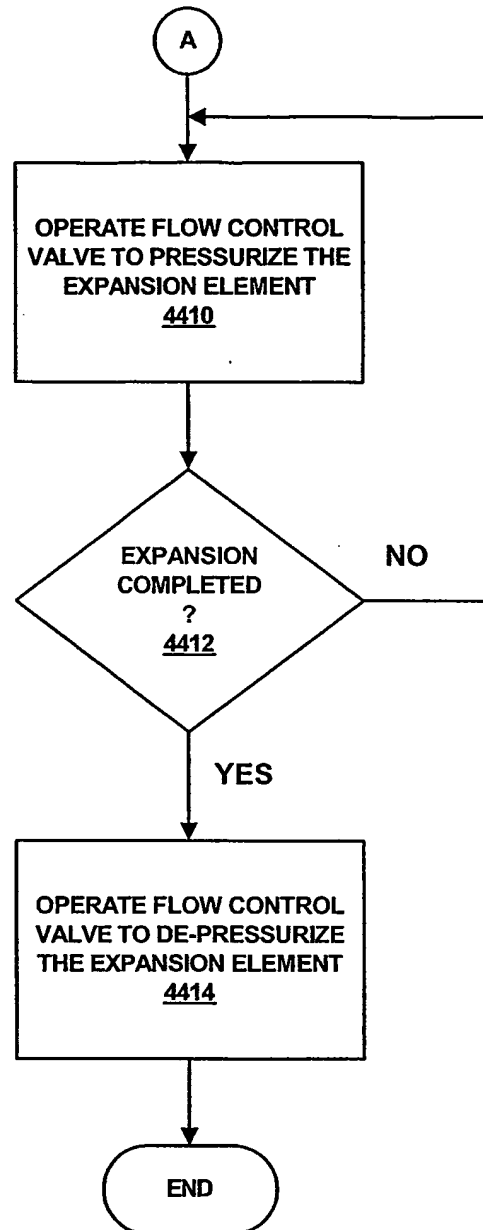 A
OPERATE FLOW CONTROL
VALVE TO PRESSURIZE THE
EXPANSION ELEMENT
4410
EXPANSION
COMPLETED
?
4412
NO
YES
OPERATE FLOW CONTROL
VALVE TO DE-PRESSURIZE
THE EXPANSION ELEMENT
4414
END